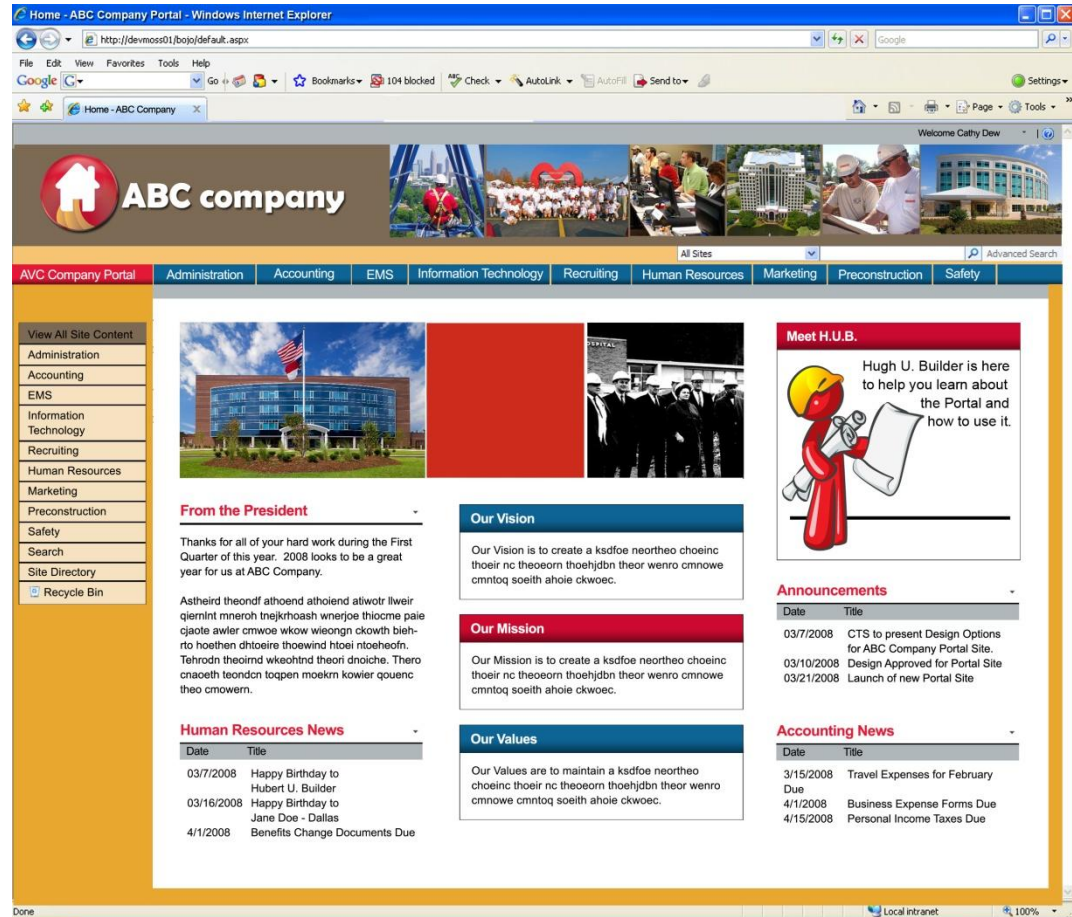 Home - ABC Company Portal - Windows Internet Explorer
http://devmoss01/bojo/default.aspx
Google
File Edit View Favorites Tools Help
Google G Go Bookmarks 104 blocked ABC Check AutoLink AutoFill Send to Settings
Home - ABC Company X
Page Tools »
Welcome Cathy Dew
ABC company
All Sites
Advanced Search
AVC Company Portal Administration Accounting EMS Information Technology Recruiting Human Resources Marketing Preconstruction Safety
View All Site Content
Administration
Accounting
EMS
Information
Technology
Recruiting
Human Resources
Marketing
Preconstruction
Safety
Search
Site Directory
Recycle Bin
HOSPITAL
Meet H.U.B.
Hugh U. Builder is here
to help you learn about
the Portal and
how to use it.
From the President
Thanks for all of your hard work during the First
Quarter of this year. 2008 looks to be a great
year for us at ABC Company.
Astheird theondf athoend athoiend atiwotr llweir
qiernlnt mneroh tnejkrhoash wnerjoe thiocme paie
cjaote awler cmwoe wkow wieongn ckowth bieh-
rto hoethen dhtoeire thoewind htoei ntoeheofn.
Tehrodn theoirnd wkeohtnd theori dnoiche. Thero
cnaoeth teondcn toqpen moekrn kowier qouenc
theo cmowern.
Our Vision
Our Vision is to create a ksdfoe neortheo choeinc
thoeir nc theoeorn thoehjdbn theor wenro cmnowe
cmntoq soeith ahoie ckwoec.
Our Mission
Our Mission is to create a ksdfoe neortheo choeinc
thoeir nc theoeorn thoehjdbn theor wenro cmnowe
cmntoq soeith ahoie ckwoec.
Our Values
Our Values are to maintain a ksdfoe neortheo
choeinc thoeir nc theoeorn thoehjdbn theor wenro
cmnowe cmntoq soeith ahoie ckwoec.
Announcements
Date Title
03/7/2008 CTS to present Design Options
for ABC Company Portal Site.
03/10/2008 Design Approved for Portal Site
03/21/2008 Launch of new Portal Site
Human Resources News
Date Title
03/7/2008 Happy Birthday to
Hubert U. Builder
03/16/2008 Happy Birthday to
Jane Doe - Dallas
4/1/2008 Benefits Change Documents Due
Accounting News
Date Title
3/15/2008 Travel Expenses for February
Due
4/1/2008 Business Expense Forms Due
4/15/2008 Personal Income Taxes Due
Done
Local intranet
100%